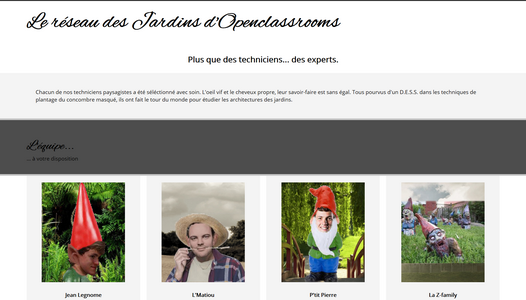 Le réseau des Jardins d'Openclassrooms
Plus que des techniciens... des experts.
Chacun de nos techniciens paysagistes a été séléctionné avec soin. L'oeil vif et le cheveux propre, leur savoir-faire est sans égal. Tous pourvus d'un D.E.S.S. dans les techniques de
plantage du concombre masqué, ils ont fait le tour du monde pour étudier les architectures des jardins.
L'équipe...
... à votre disposition
Jean Legnome
L'Matiou
P'tit Pierre
La Z-family